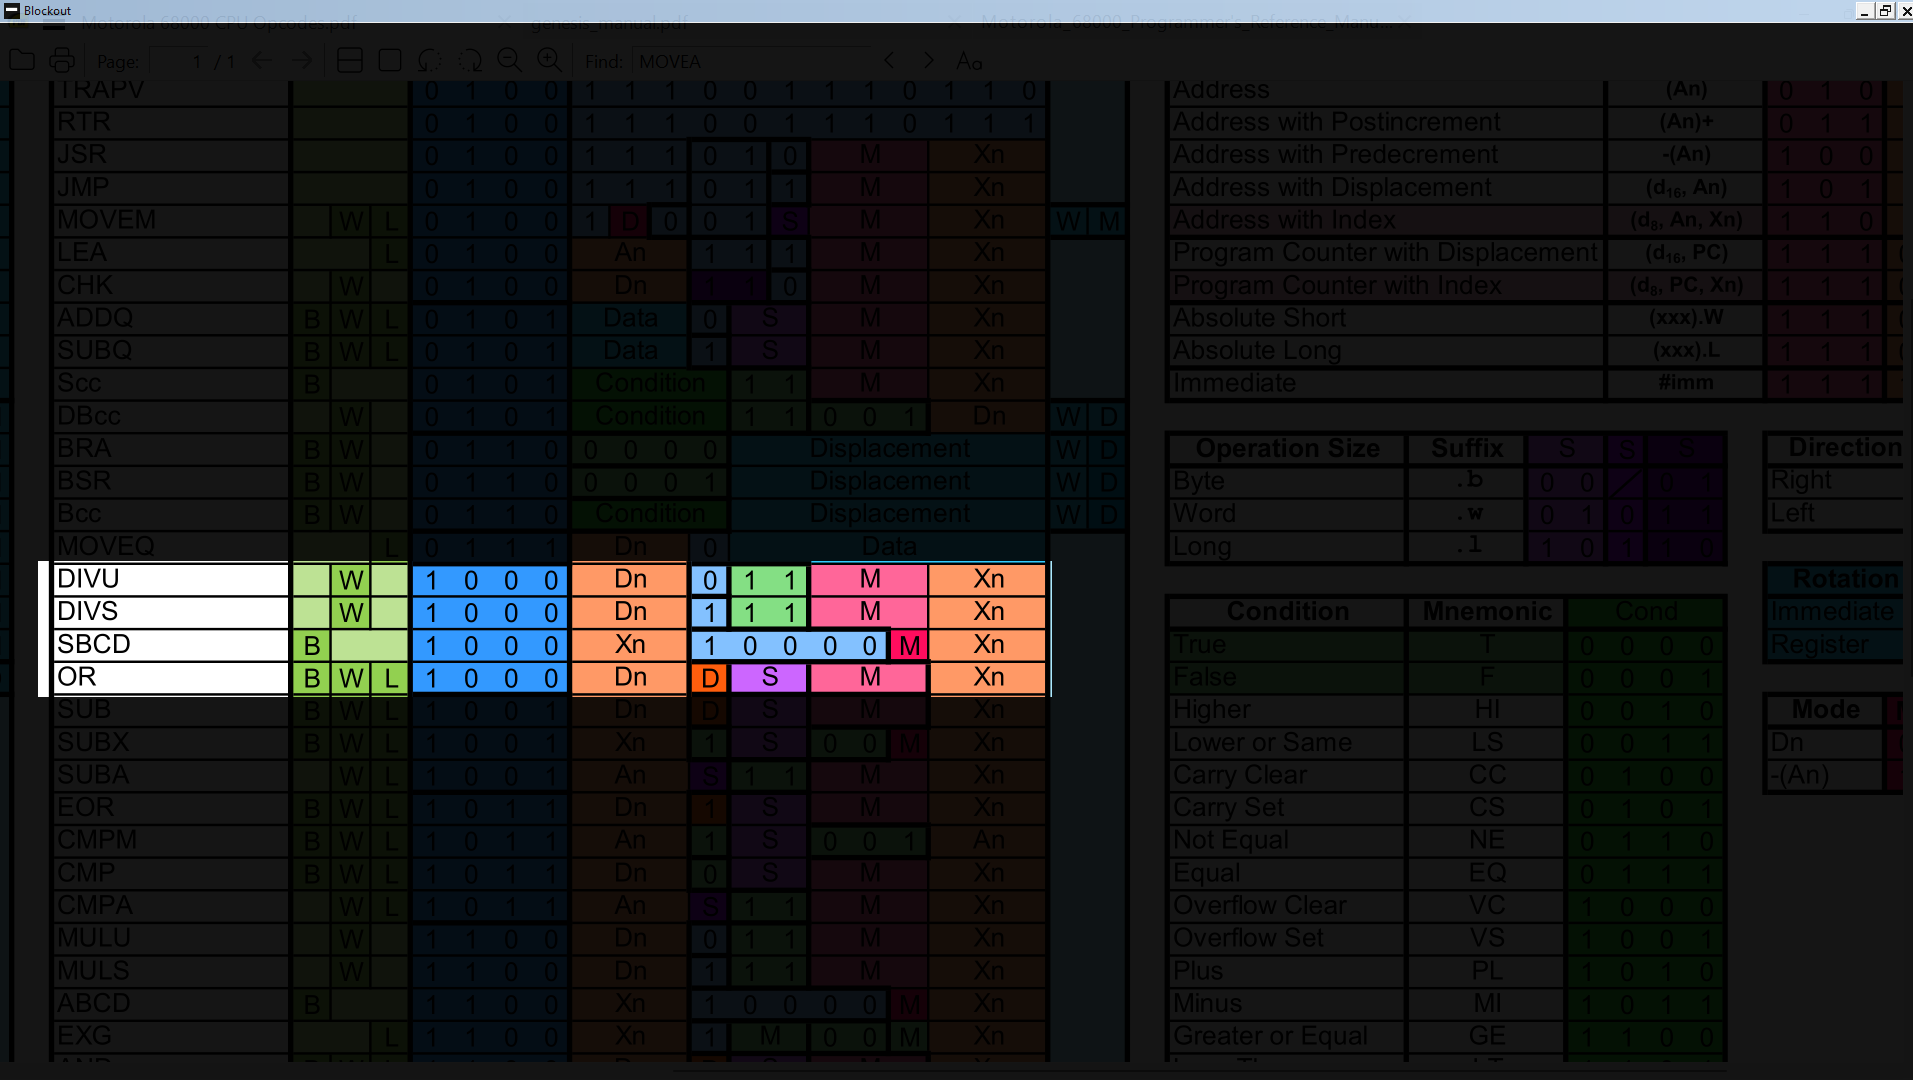 Blockout
Motorola 68000 CPU Opcodes.pdf genesis_manual.pdf Motorola_68000_Programmer's_Reference_Manu...
Page: 1 / 1 Find: MOVEA Aa
TRAPV 0 1 0 0 1 1 1 0 0 1 1 1 0 1 1 0
RTR 0 1 0 0 1 1 1 0 0 1 1 1 0 1 1 1
JSR 0 1 0 0 1 1 1 0 1 0 M Xn
JMP 0 1 0 0 1 1 1 0 1 1 M Xn
MOVEM W L 0 1 0 0 1 D 0 0 1 S M Xn W M
LEA L 0 1 0 0 An 1 1 1 M Xn
CHK W 0 1 0 0 Dn 1 1 0 M Xn
ADDQ B W L 0 1 0 1 Data 0 S M Xn
SUBQ B W L 0 1 0 1 Data 1 S M Xn
Scc B 0 1 0 1 Condition 1 1 M Xn
DBcc W 0 1 0 1 Condition 1 1 0 0 1 Dn W D
BRA B W 0 1 1 0 0 0 0 0 Displacement W D
BSR B W 0 1 1 0 0 0 0 1 Displacement W D
Bcc B W 0 1 1 0 Condition Displacement W D
MOVEQ L 0 1 1 1 Dn 0 Data
DIVU W 1 0 0 0 Dn 0 1 1 M Xn
DIVS W 1 0 0 0 Dn 1 1 1 M Xn
SBCD B 1 0 0 0 Xn 1 0 0 0 0 M Xn
OR B W L 1 0 0 0 Dn D S M Xn
SUB B W L 1 0 0 1 Dn D S M Xn
SUBX B W L 1 0 0 1 Xn 1 S 0 0 M Xn
SUBA W L 1 0 0 1 An S 1 1 M Xn
EOR B W L 1 0 1 1 Dn 1 S M Xn
CMPM B W L 1 0 1 1 An 1 S 0 0 1 An
CMP B W L 1 0 1 1 Dn 0 S M Xn
CMPA W L 1 0 1 1 An S 1 1 M Xn
MULU W 1 1 0 0 Dn 0 1 1 M Xn
MULS W 1 1 0 0 Dn 1 1 1 M Xn
ABCD B 1 1 0 0 Xn 1 0 0 0 0 M Xn
EXG L 1 1 0 0 Xn 1 M 0 0 M Xn
Address (An) 0 1 0
Address with Postincrement (An)+ 0 1 1
Address with Predecrement -(An) 1 0 0
Address with Displacement (d16, An) 1 0 1
Address with Index (d8, An, Xn) 1 1 0
Program Counter with Displacement (d16, PC) 1 1 1
Program Counter with Index (d8, PC, Xn) 1 1 1
Absolute Short (xxx).W 1 1 1
Absolute Long (xxx).L 1 1 1
Immediate #imm 1 1 1
Operation Size Suffix S S S
Byte .b 0 0 0 1
Word .w 0 1 0 1 1
Long .l 1 0 1 1 0
Direction
Right
Left
Rotation
Immediate
Register
Mode
Dn
-(An)
Condition Mnemonic Cond
True T 0 0 0 0
False F 0 0 0 1
Higher HI 0 0 1 0
Lower or Same LS 0 0 1 1
Carry Clear CC 0 1 0 0
Carry Set CS 0 1 0 1
Not Equal NE 0 1 1 0
Equal EQ 0 1 1 1
Overflow Clear VC 1 0 0 0
Overflow Set VS 1 0 0 1
Plus PL 1 0 1 0
Minus MI 1 0 1 1
Greater or Equal GE 1 1 0 0